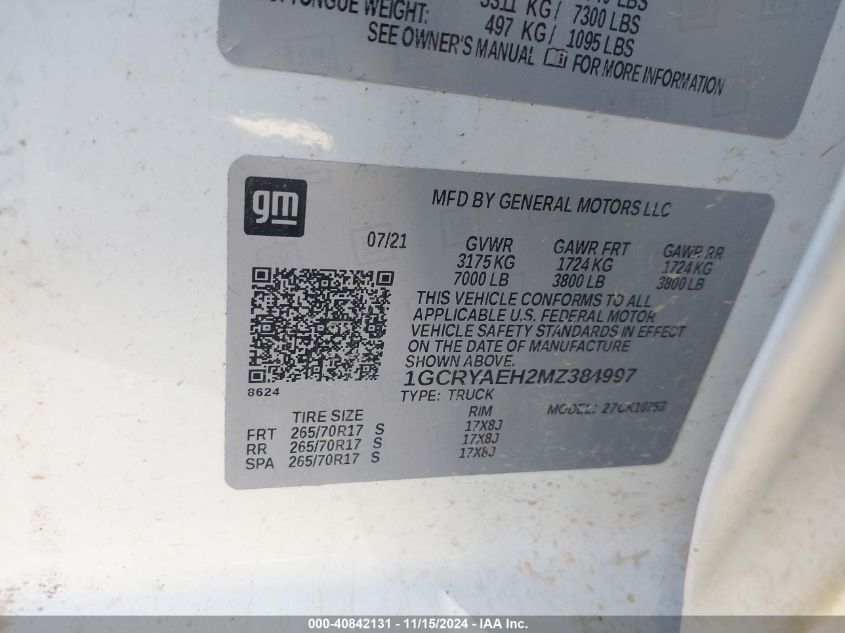 TONGUE WEIGHT:
KG / 7300 LBS
497 KG / 1095 LBS
SEE OWNER'S MANUAL FOR MORE INFORMATION
gm
MFD BY GENERAL MOTORS LLC
07/21 GVWR GAWR FRT GAWR RR
3175 KG 1724 KG 1724 KG
7000 LB 3800 LB 3800 LB
THIS VEHICLE CONFORMS TO ALL
APPLICABLE U.S. FEDERAL MOTOR
VEHICLE SAFETY STANDARDS IN EFFECT
ON THE DATE OF MANUFACTURE
SHOWN ABOVE.
1GCRYAEH2MZ384997
8624
TYPE: TRUCK MODEL:
TIRE SIZE RIM
FRT 265/70R17 S 17X8J
RR 265/70R17 S 17X8J
SPA 265/70R17 S 17X8J
000-40842131 - 11/15/2024 - IAA Inc.